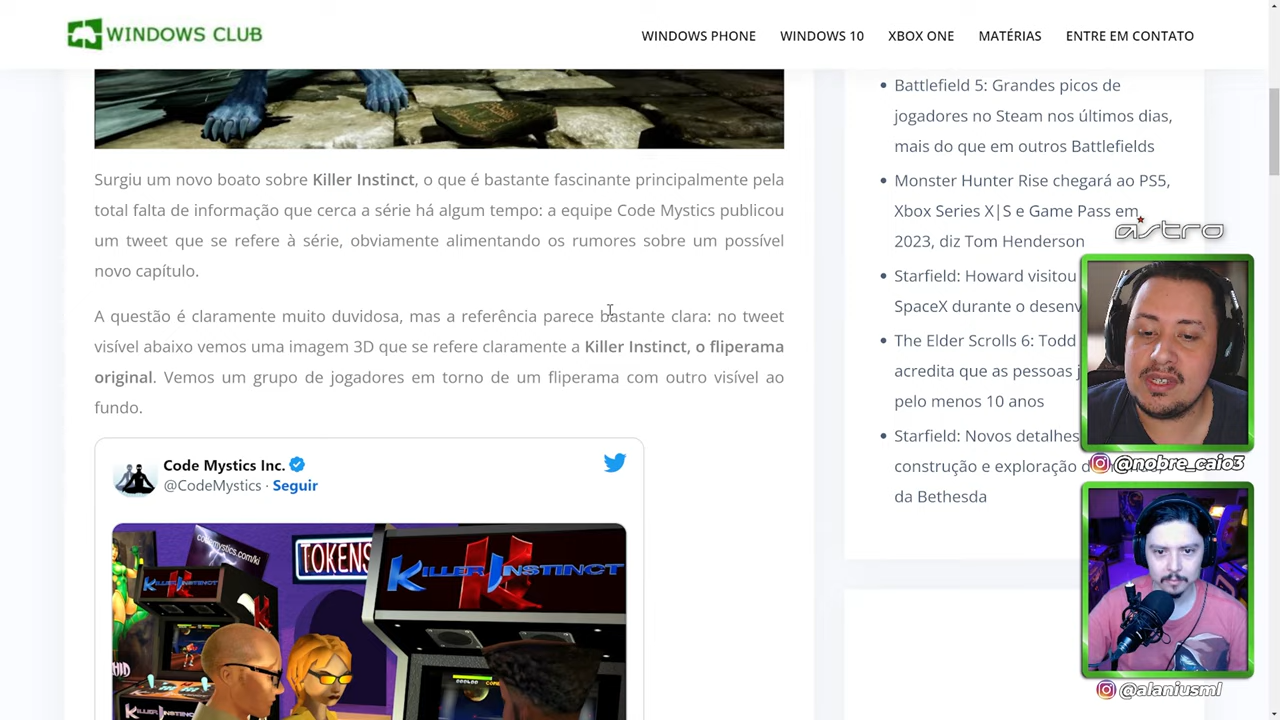 WINDOWS CLUB
WINDOWS PHONE WINDOWS 10 XBOX ONE MATÉRIAS ENTRE EM CONTATO
Surgiu um novo boato sobre Killer Instinct, o que é bastante fascinante principalmente pela
total falta de informação que cerca a série há algum tempo: a equipe Code Mystics publicou
um tweet que se refere à série, obviamente alimentando os rumores sobre um possível
novo capítulo.
A questão é claramente muito duvidosa, mas a referência parece bastante clara: no tweet
visível abaixo vemos uma imagem 3D que se refere claramente a Killer Instinct, o fliperama
original. Vemos um grupo de jogadores em torno de um fliperama com outro visível ao
fundo.
Code Mystics Inc.
@CodeMystics · Seguir
codemystics.com/ki
TOKENS
KILLER INSTINCT
KILLER INSTINCT
KILLER INSTINCT
Battlefield 5: Grandes picos de
jogadores no Steam nos últimos dias,
mais do que em outros Battlefields
Monster Hunter Rise chegará ao PS5,
Xbox Series X|S e Game Pass em
2023, diz Tom Henderson
Starfield: Howard visitou
SpaceX durante o desenv
The Elder Scrolls 6: Todd
acredita que as pessoas j
pelo menos 10 anos
Starfield: Novos detalhes
construção e exploração d
da Bethesda
astro
@nobre_caio3
@alaniusml